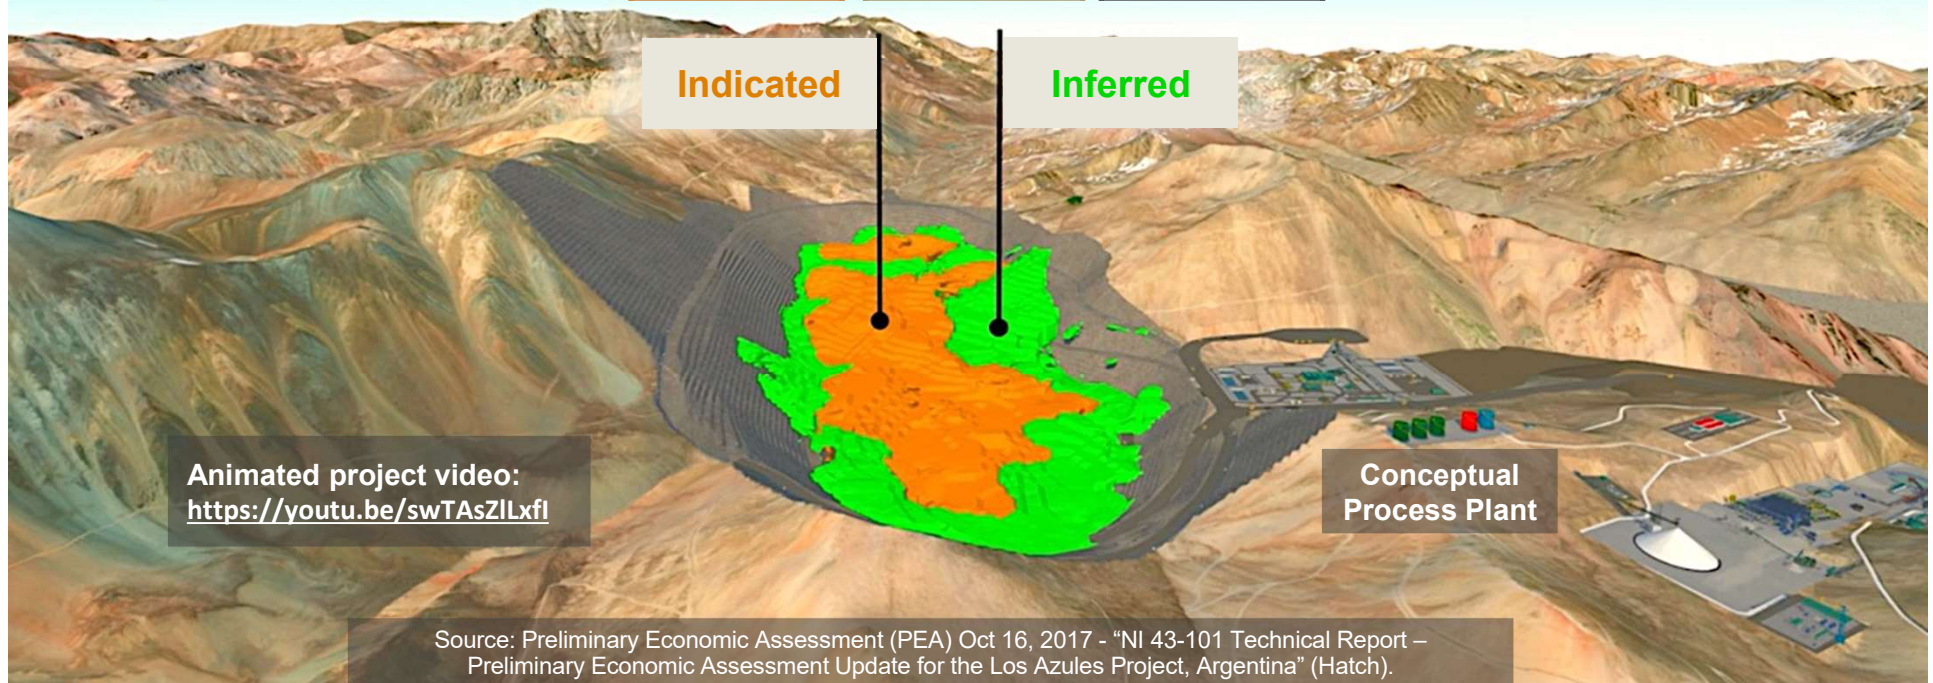 Indicated
Inferred
Animated project video:
https://youtu.be/swTAsZlLxfI
Conceptual
Process Plant
Source: Preliminary Economic Assessment (PEA) Oct 16, 2017 - “NI 43-101 Technical Report –
Preliminary Economic Assessment Update for the Los Azules Project, Argentina” (Hatch).